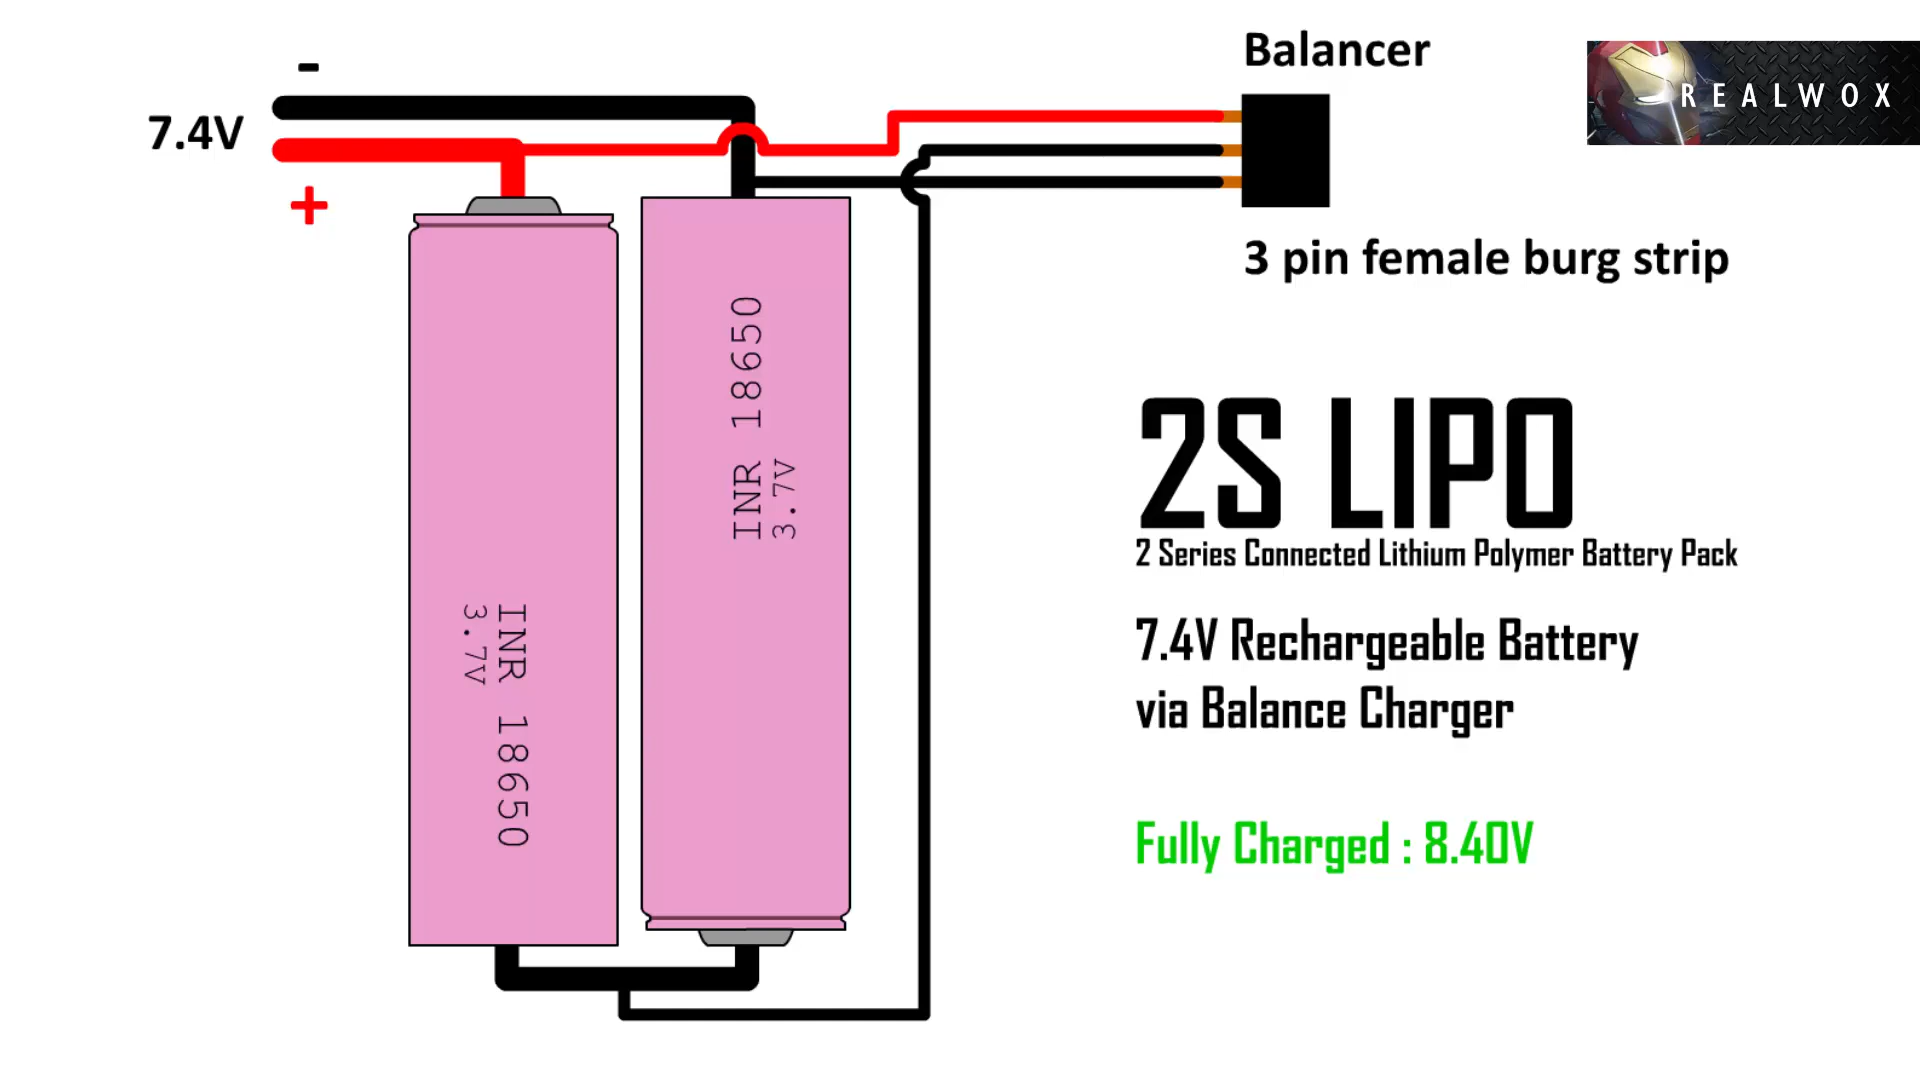 -
Balancer
REALWOX
7.4V
+
3 pin female burg strip
INR 18650
3.7V
INR 18650
3.7V
2S LIPO
2 Series Connected Lithium Polymer Battery Pack
7.4V Rechargeable Battery
via Balance Charger
Fully Charged : 8.40V